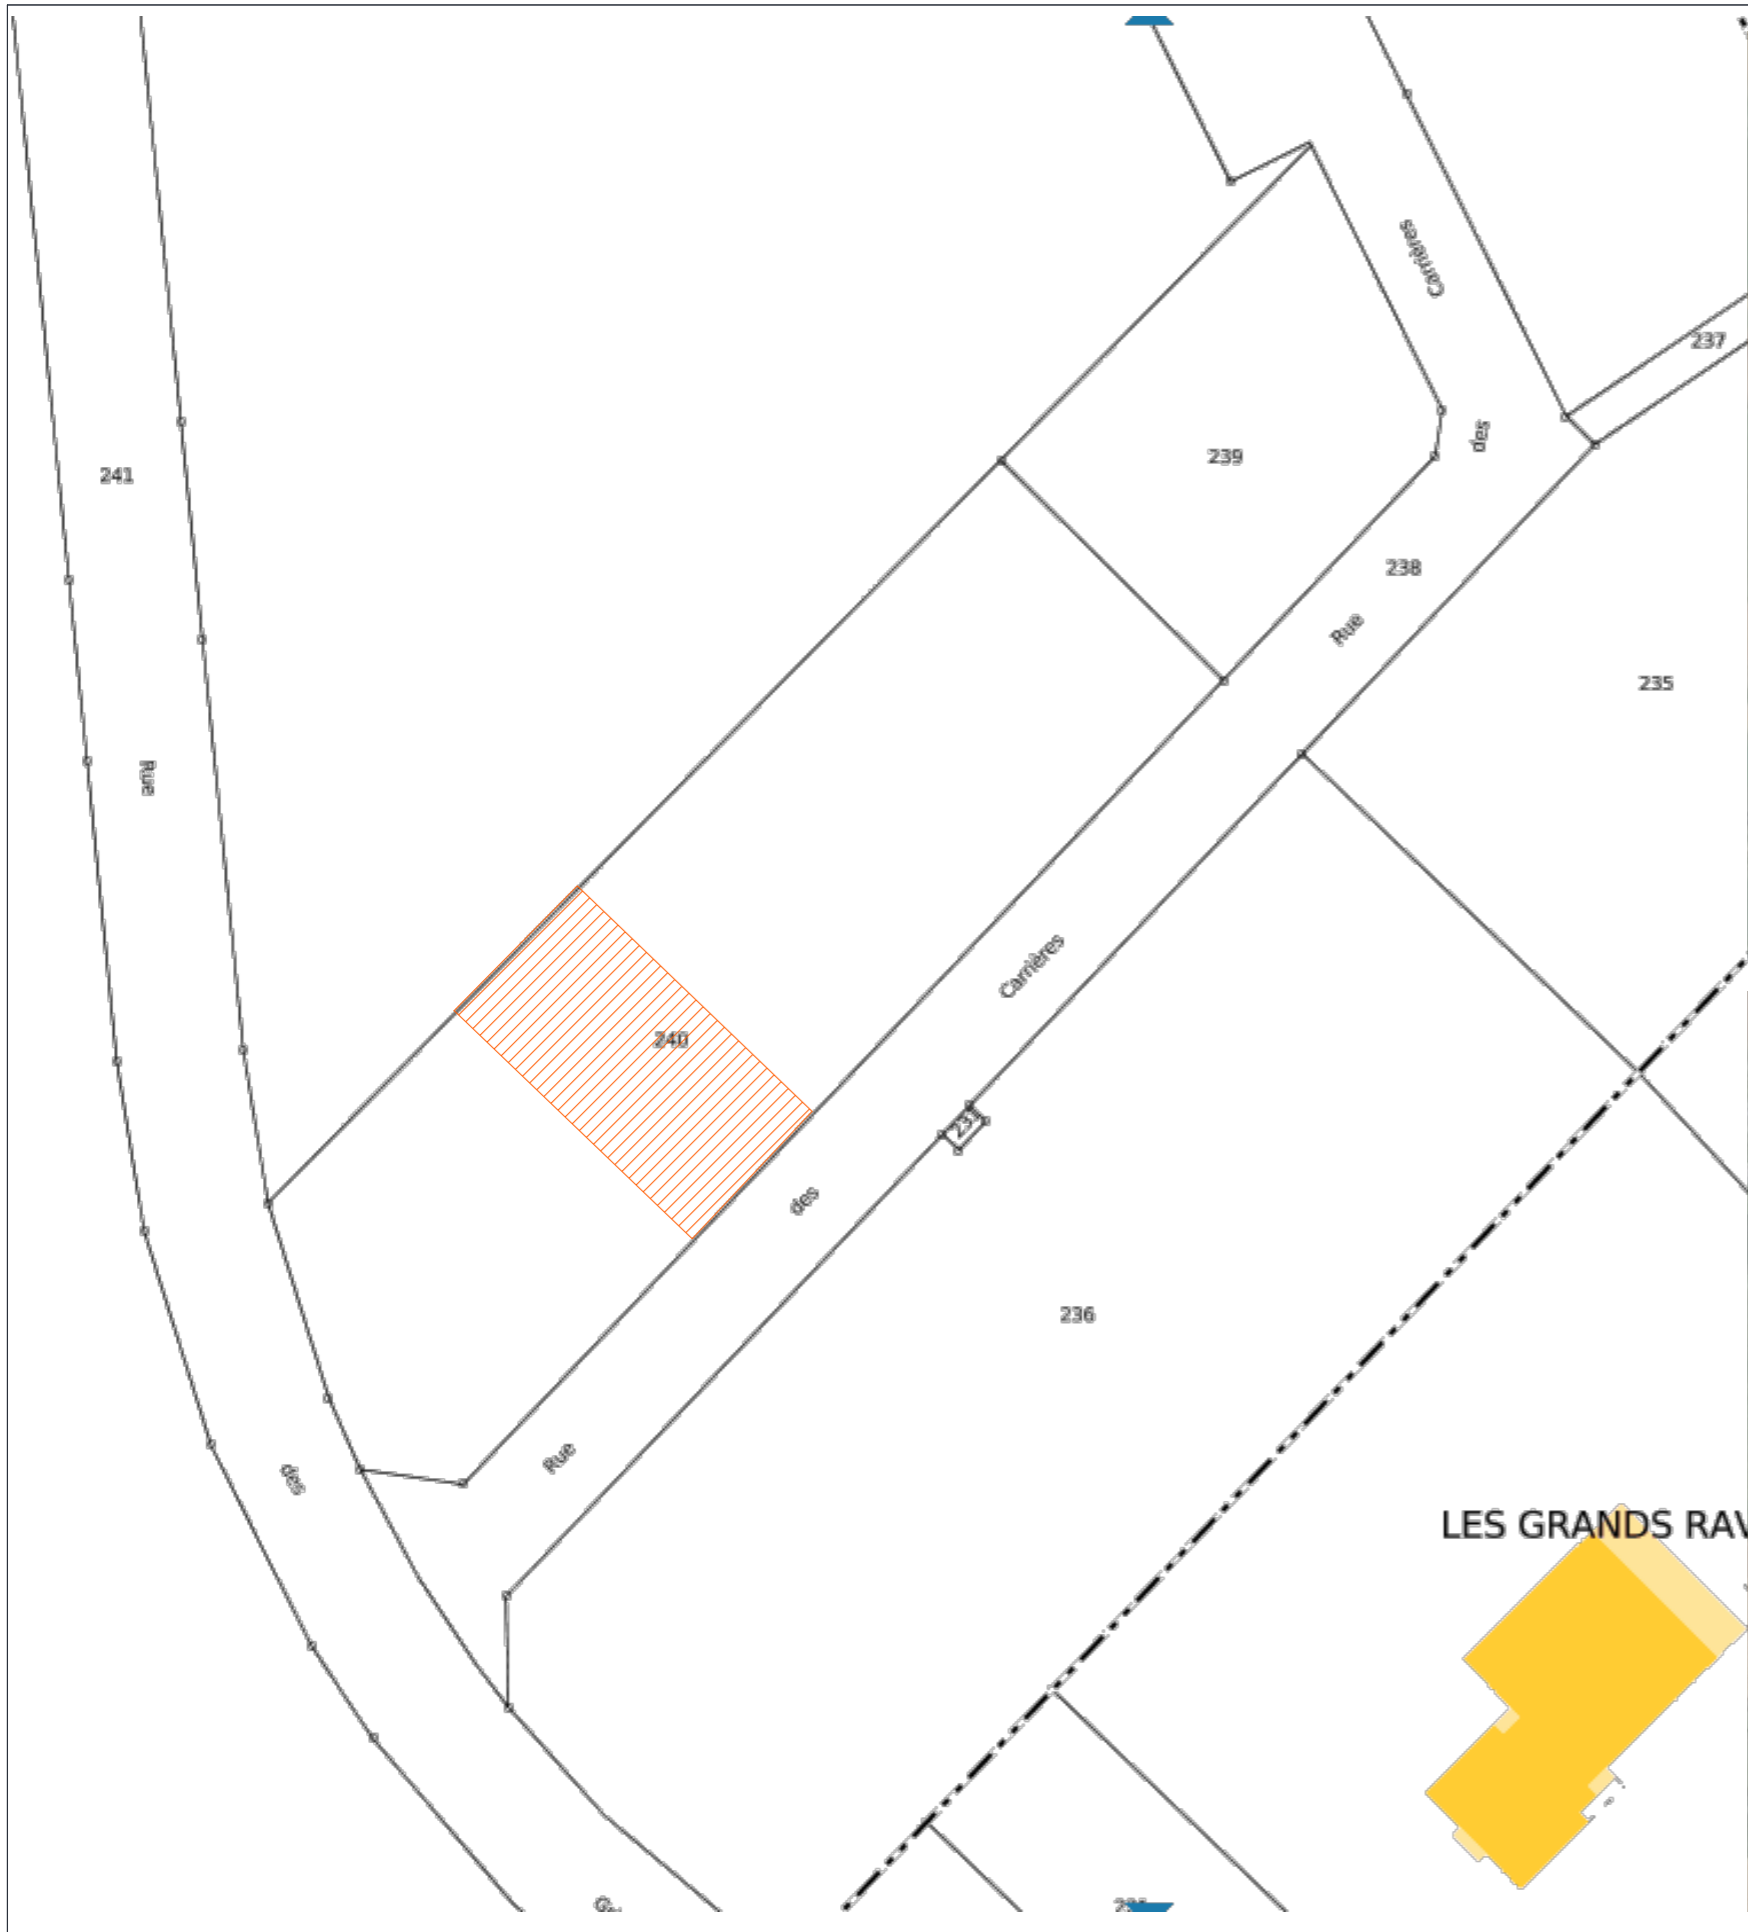 Carrières
237
des
239
241
238
Rue
235
Rue
Carrières
240
231
des
236
Rue
des
LES GRANDS RAV